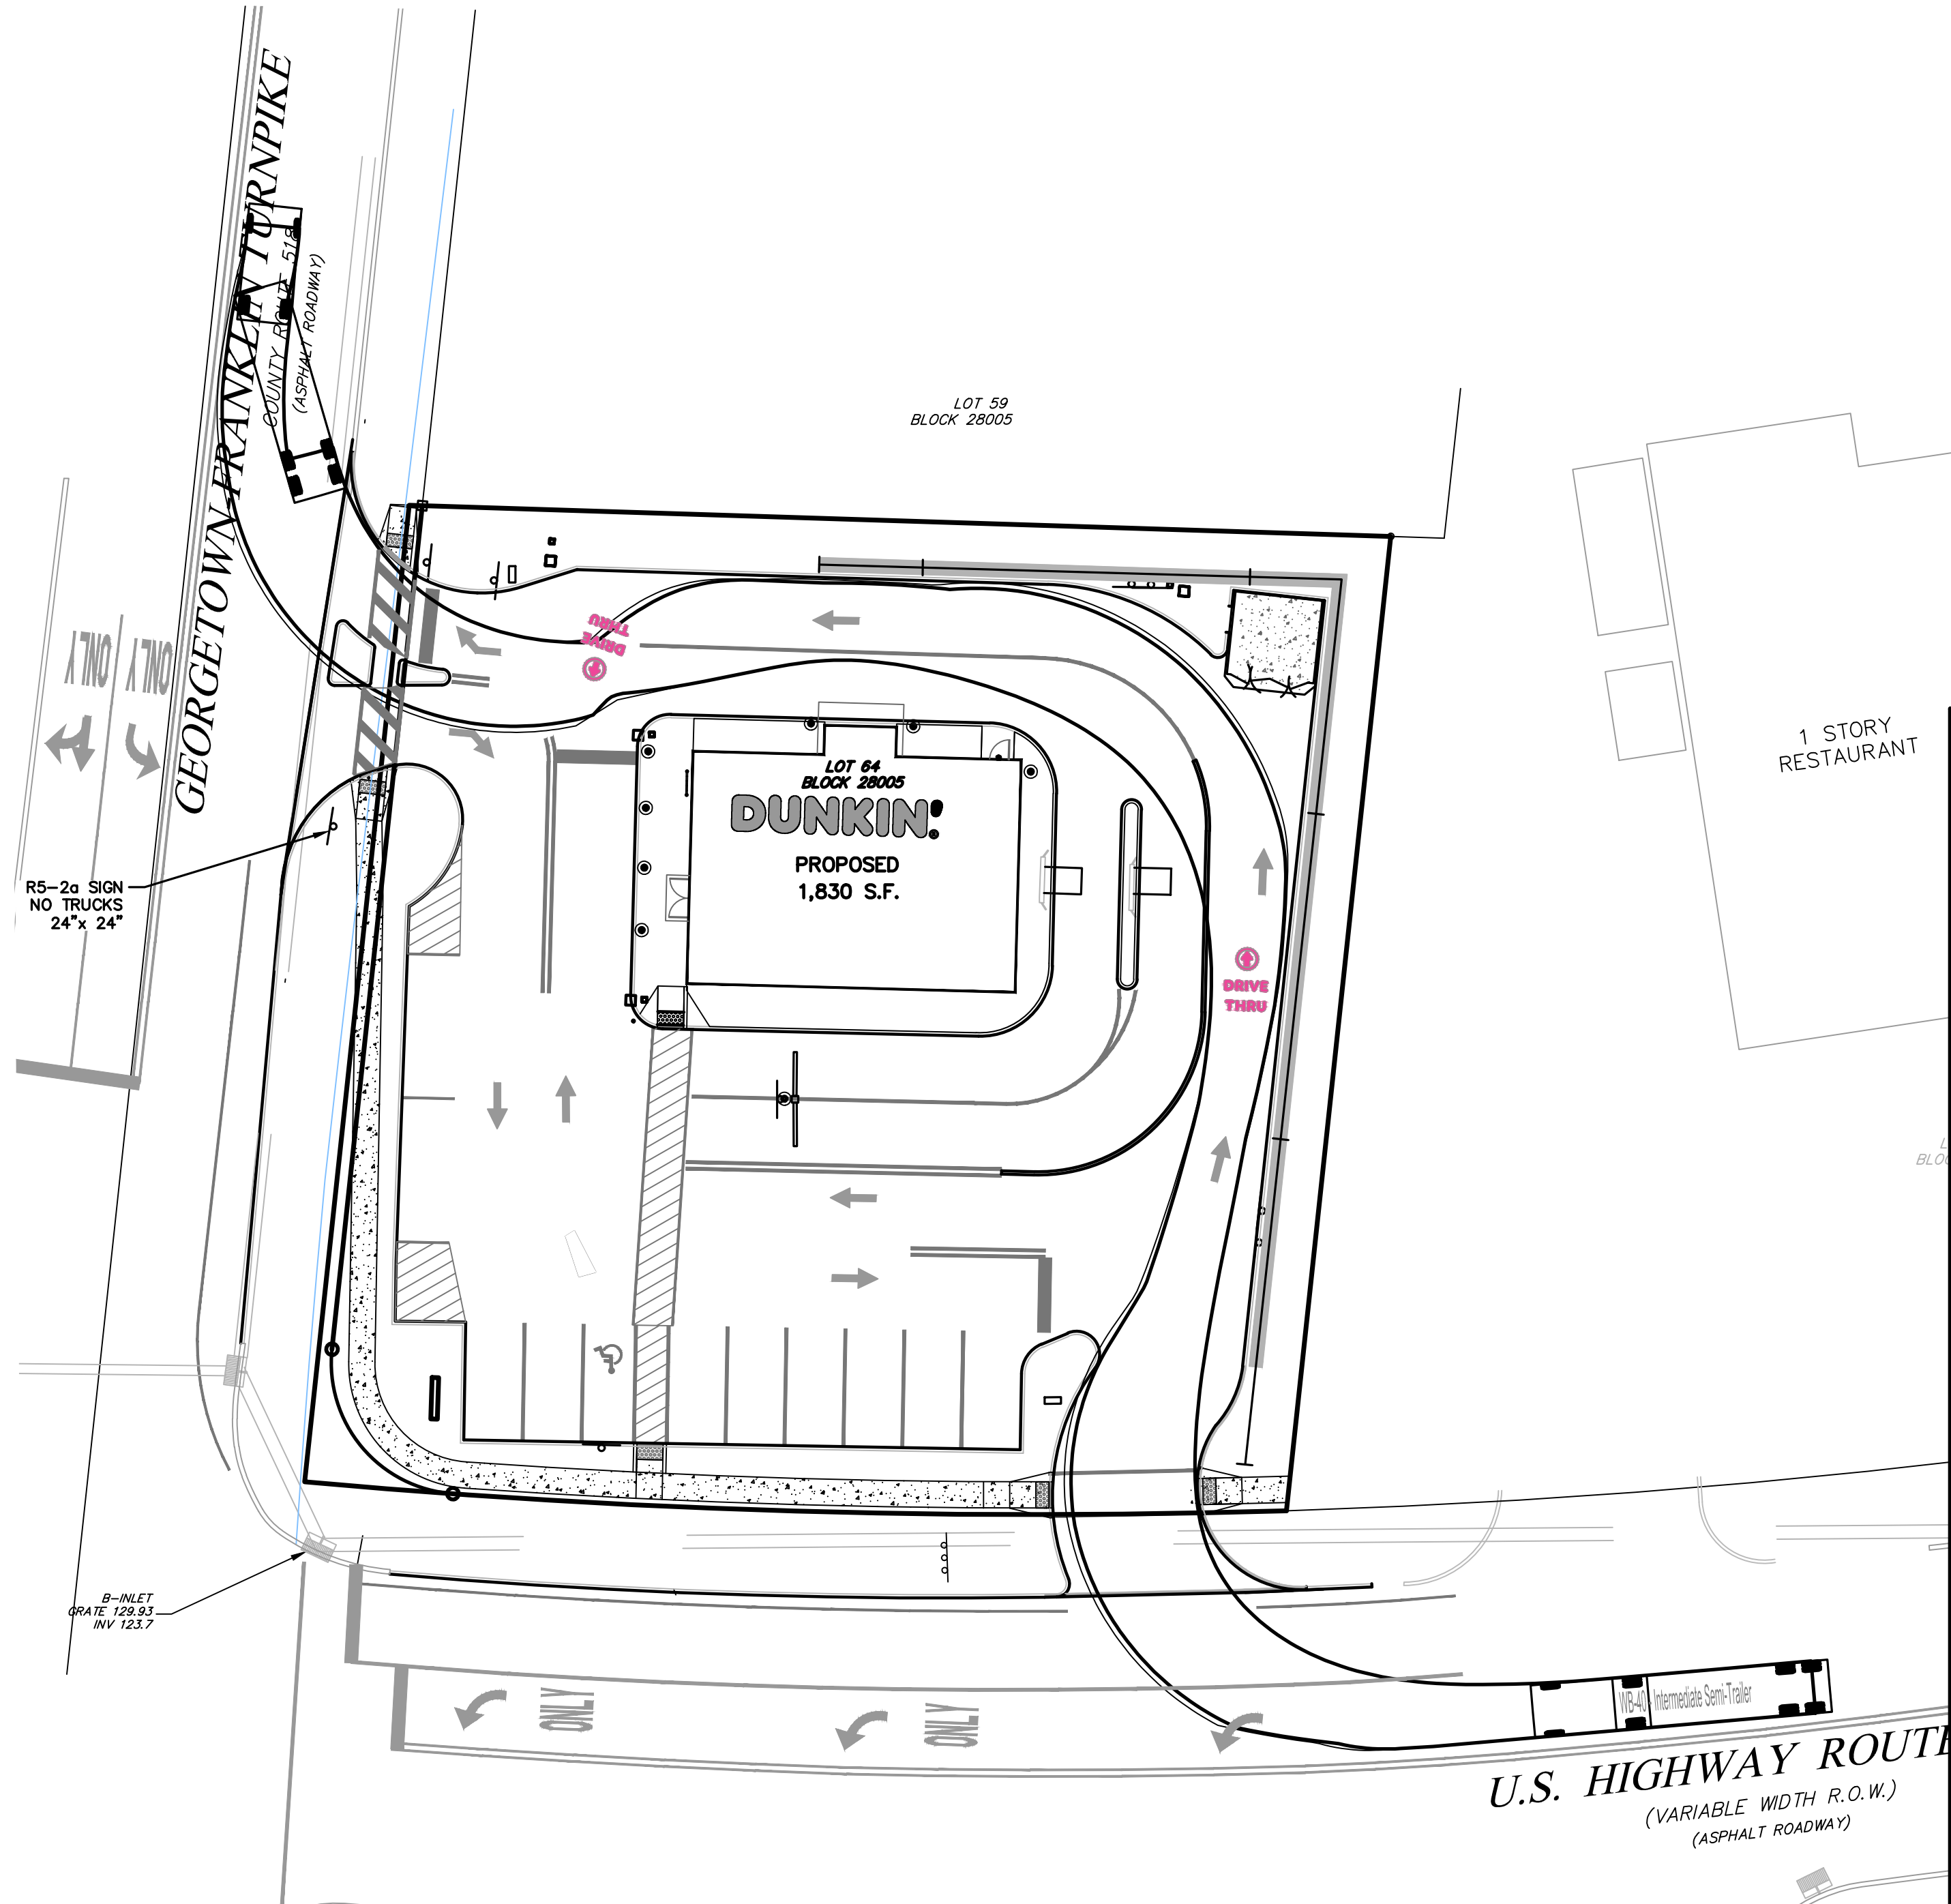 GEORGETOWN-FRANKLIN TURNPIKE
COUNTY ROUTE 518
(ASPHALT ROADWAY)
LOT 59
BLOCK 28005
DRIVE
THRU
ONLY
ONLY
1 STORY
RESTAURANT
LOT 64
BLOCK 28005
DUNKIN'
PROPOSED
1,830 S.F.
R5-2a SIGN
NO TRUCKS
24"x 24"
DRIVE
THRU
B-INLET
GRATE 129.93
INV 123.7
ONLY
ONLY
WB-40
Intermediate Semi-Trailer
U.S. HIGHWAY ROUTE
(VARIABLE WIDTH R.O.W.)
(ASPHALT ROADWAY)